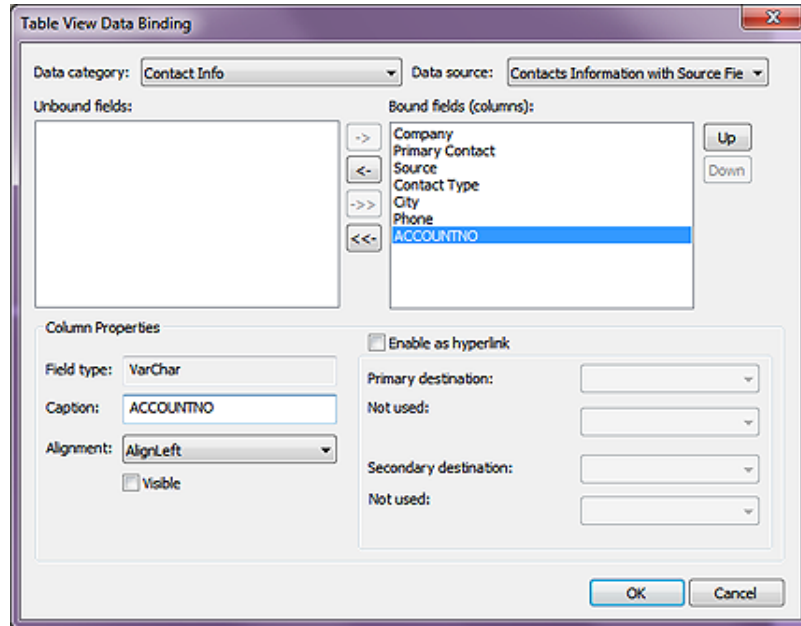 Table View Data Binding
Data category: Contact Info Data source: Contacts Information with Source Fie
Unbound fields: Bound fields (columns):
-> Company Up
Primary Contact
<- Source Down
Contact Type
->> City
Phone
<<- ACCOUNTNO
Column Properties
Enable as hyperlink
Field type: VarChar Primary destination:
Caption: ACCOUNTNO Not used:
Alignment: AlignLeft
Secondary destination:
Visible
Not used:
OK Cancel